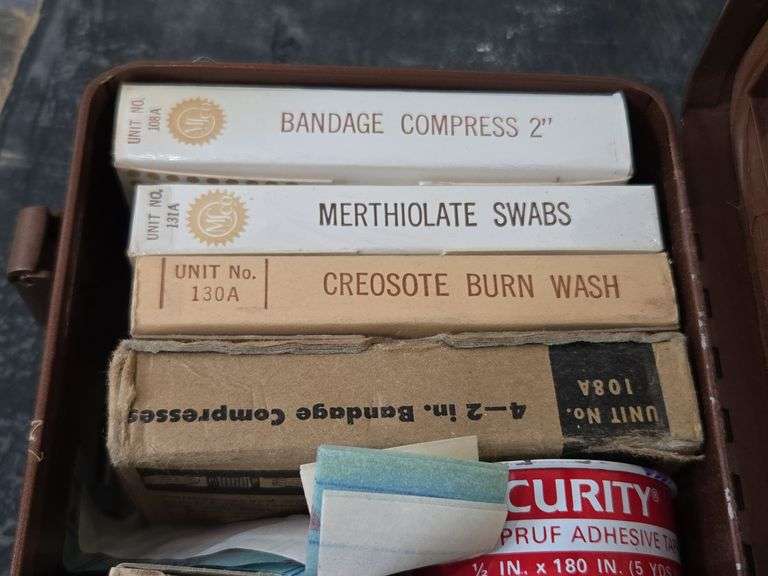 UNIT NO.
108A
BANDAGE COMPRESS 2"
UNIT NO.
131A
MERTHIOLATE SWABS
UNIT No.
130A
CREOSOTE BURN WASH
UNIT No.
108A
4—2 in. Bandage Compresses
CURITY®
PRUF ADHESIVE TAPE
½ IN. x 180 IN. (5 YDS